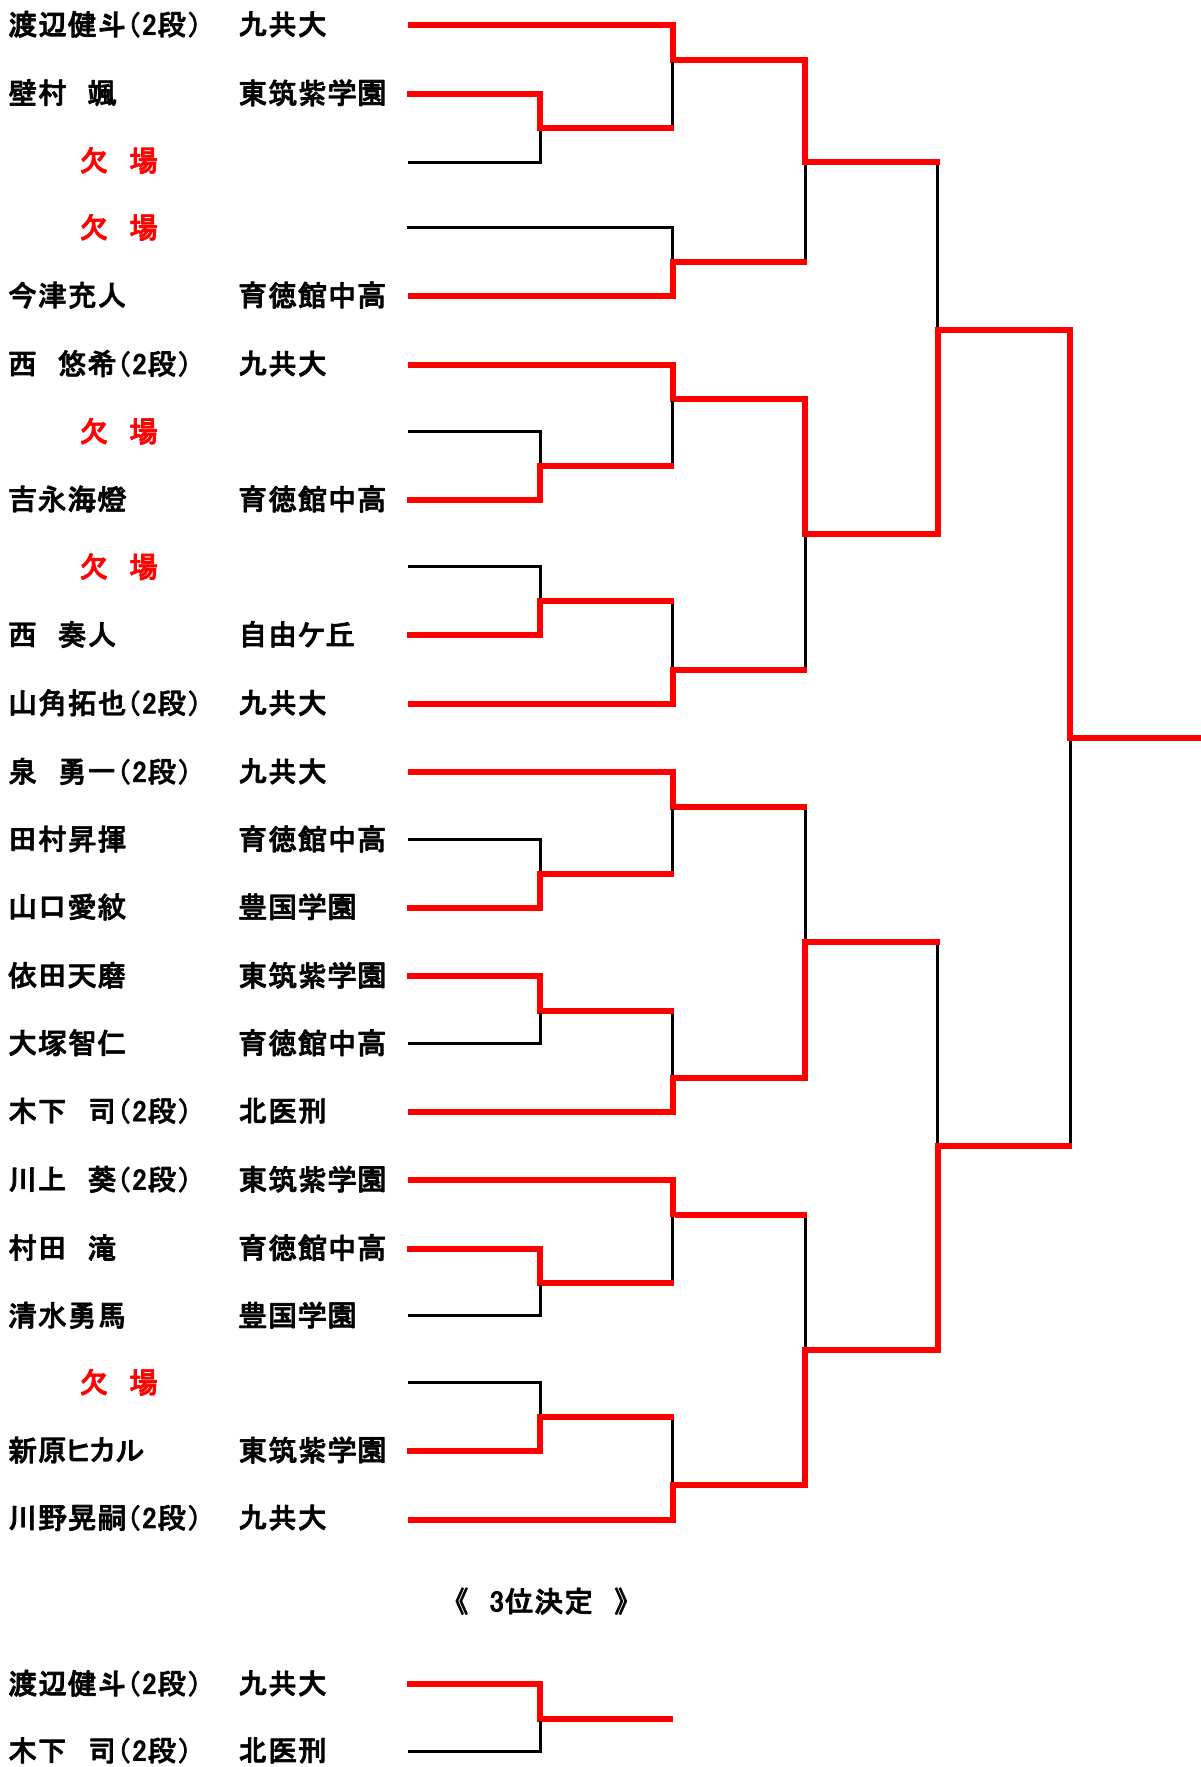 渡辺健斗(2段) 九共大
壁村 颯 東筑紫学園
欠 場
欠 場
今津充人 育徳館中高
西 悠希(2段) 九共大
欠 場
吉永海燈 育徳館中高
欠 場
西 奏人 自由ケ丘
山角拓也(2段) 九共大
泉 勇一(2段) 九共大
田村昇揮 育徳館中高
山口愛紋 豊国学園
依田天磨 東筑紫学園
大塚智仁 育徳館中高
木下 司(2段) 北医刑
川上 葵(2段) 東筑紫学園
村田 滝 育徳館中高
清水勇馬 豊国学園
欠 場
新原ヒカル 東筑紫学園
川野晃嗣(2段) 九共大
《 3位決定 》
渡辺健斗(2段) 九共大
木下 司(2段) 北医刑